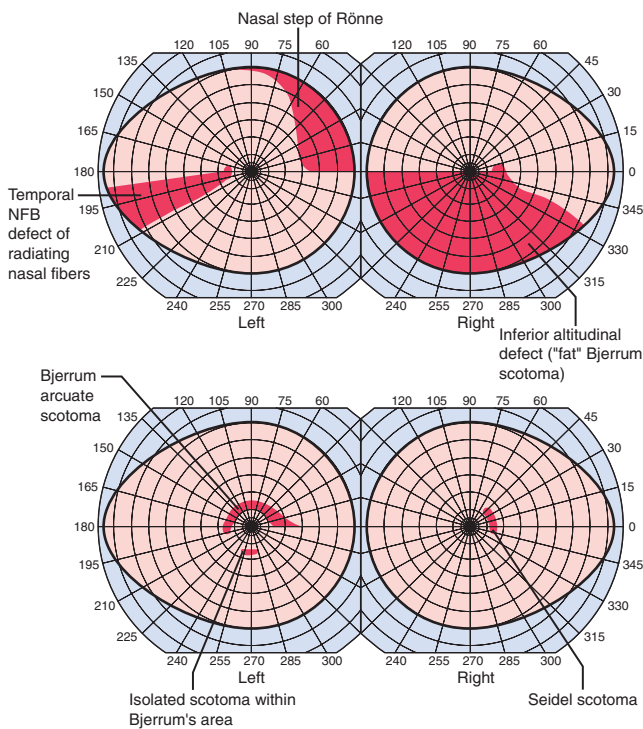 Nasal step of Rönne
120 105 90 75 60
135
150
165
180
195
210
225
240 255 270 285 300
Left
120 105 90 75 60
45
30
15
0
345
330
315
240 255 270 285 300
Right
Temporal
NFB
defect of
radiating
nasal fibers
Inferior altitudinal
defect ("fat" Bjerrum
scotoma)
Bjerrum
arcuate
scotoma
120 105 90 75 60
135
150
165
180
195
210
225
240 255 270 285 300
Left
120 105 90 75 60
45
30
15
0
345
330
315
240 255 270 285 300
Right
Isolated scotoma within
Bjerrum's area
Seidel scotoma